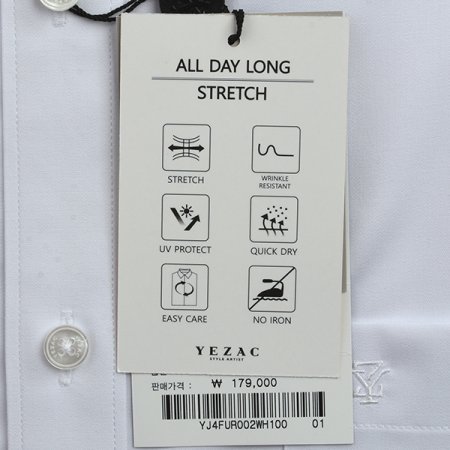 ALL DAY LONG
STRETCH
STRETCH
WRINKLE
RESISTANT
UV PROTECT
QUICK DRY
EASY CARE
NO IRON
YEZAC
STYLE ARTIST
판매가격 : ₩ 179,000
YJ4FUR002WH100 01
Y